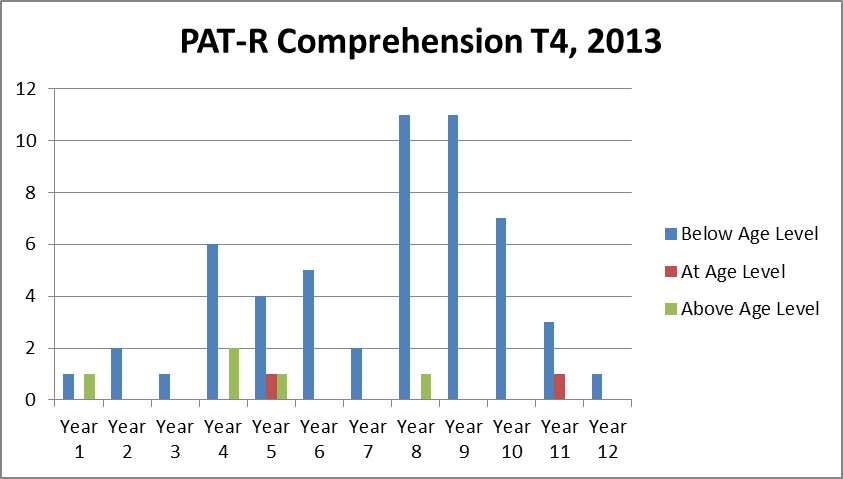 PAT-R Comprehension T4, 2013
12
10
8
6
4
2
0
Year Year Year Year Year Year Year Year Year Year Year Year
1 2 3 4 5 6 7 8 9 10 11 12
Below Age Level
At Age Level
Above Age Level